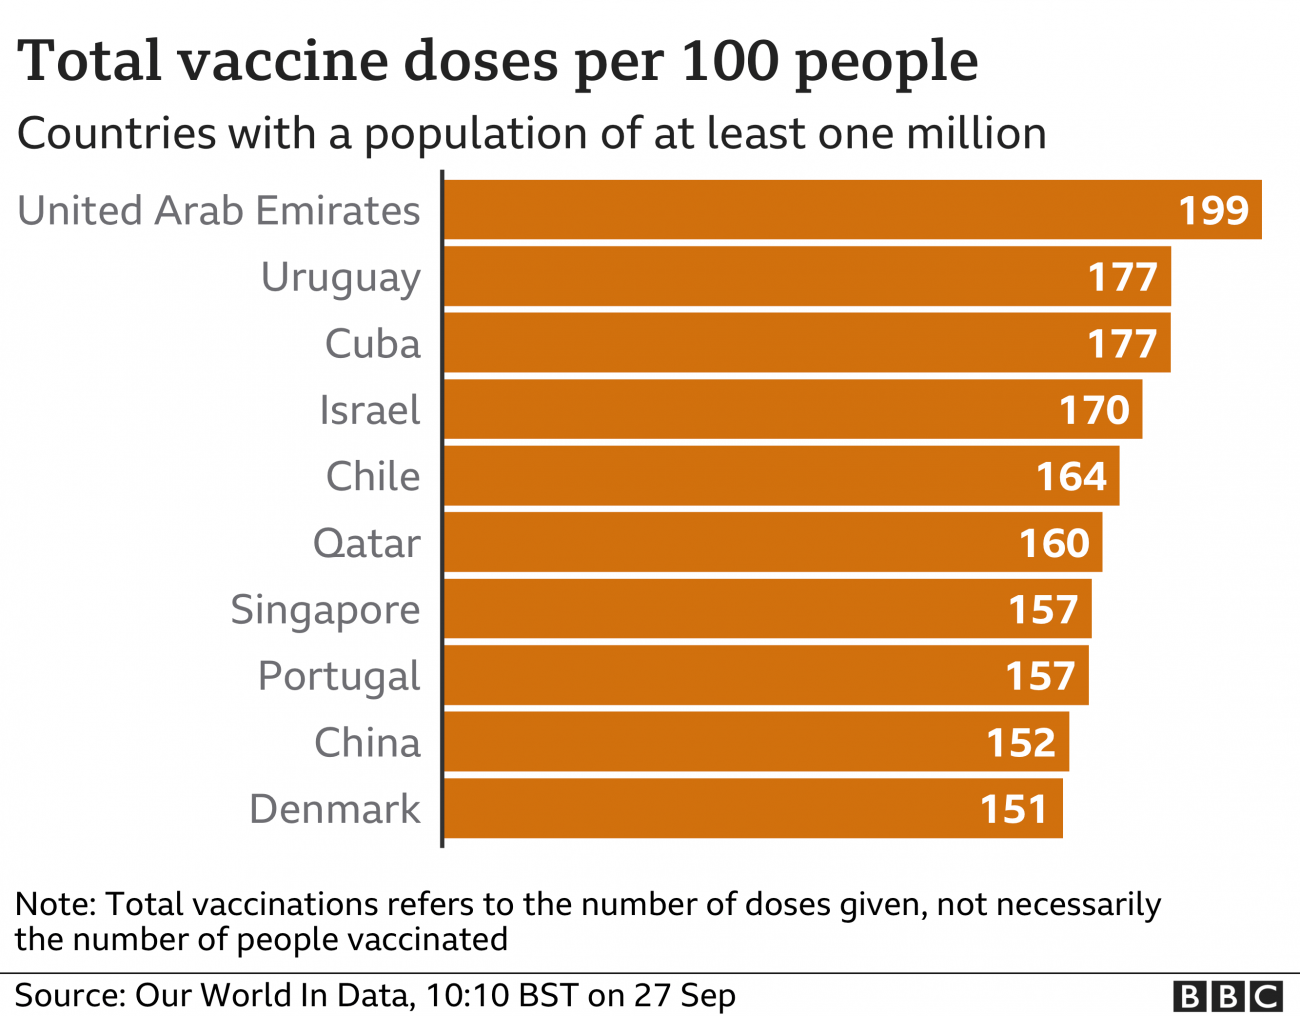 Total vaccine doses per 100 people
Countries with a population of at least one million
United Arab Emirates 199
Uruguay 177
Cuba 177
Israel 170
Chile 164
Qatar 160
Singapore 157
Portugal 157
China 152
Denmark 151
Note: Total vaccinations refers to the number of doses given, not necessarily
the number of people vaccinated
Source: Our World In Data, 10:10 BST on 27 Sep
BBC